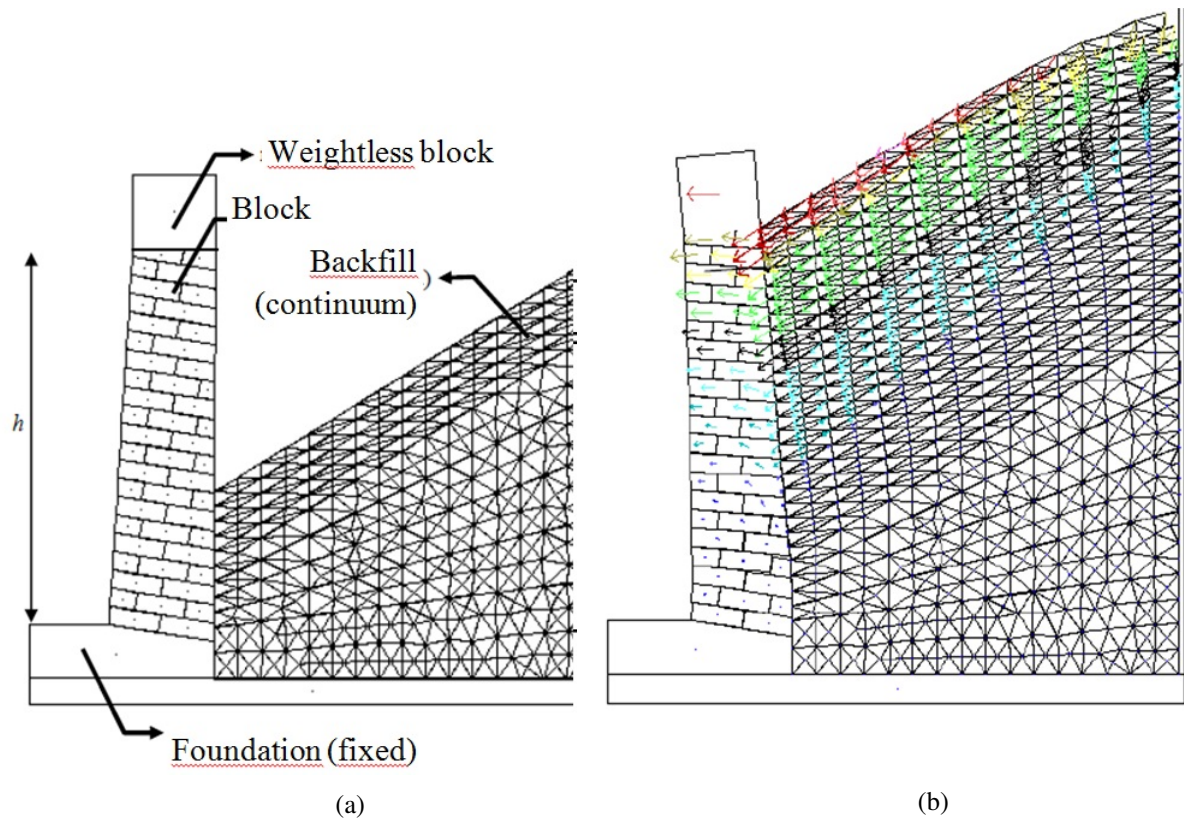 Weightless block
Block
Backfill
(continuum)
h
Foundation (fixed)
(a)
(b)